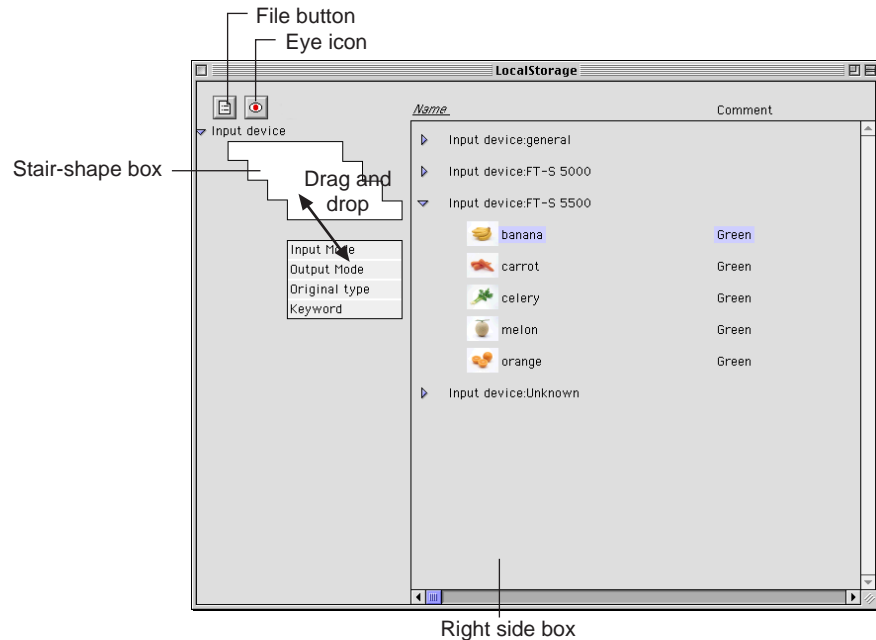 File button
Eye icon
LocalStorage
Name
Comment
Input device
Input device:general
Stair-shape box
Drag and
drop
Input device:FT-S 5000
Input device:FT-S 5500
banana Green
Input Mode
Output Mode
Original type
Keyword
carrot Green
celery Green
melon Green
orange Green
Input device:Unknown
Right side box